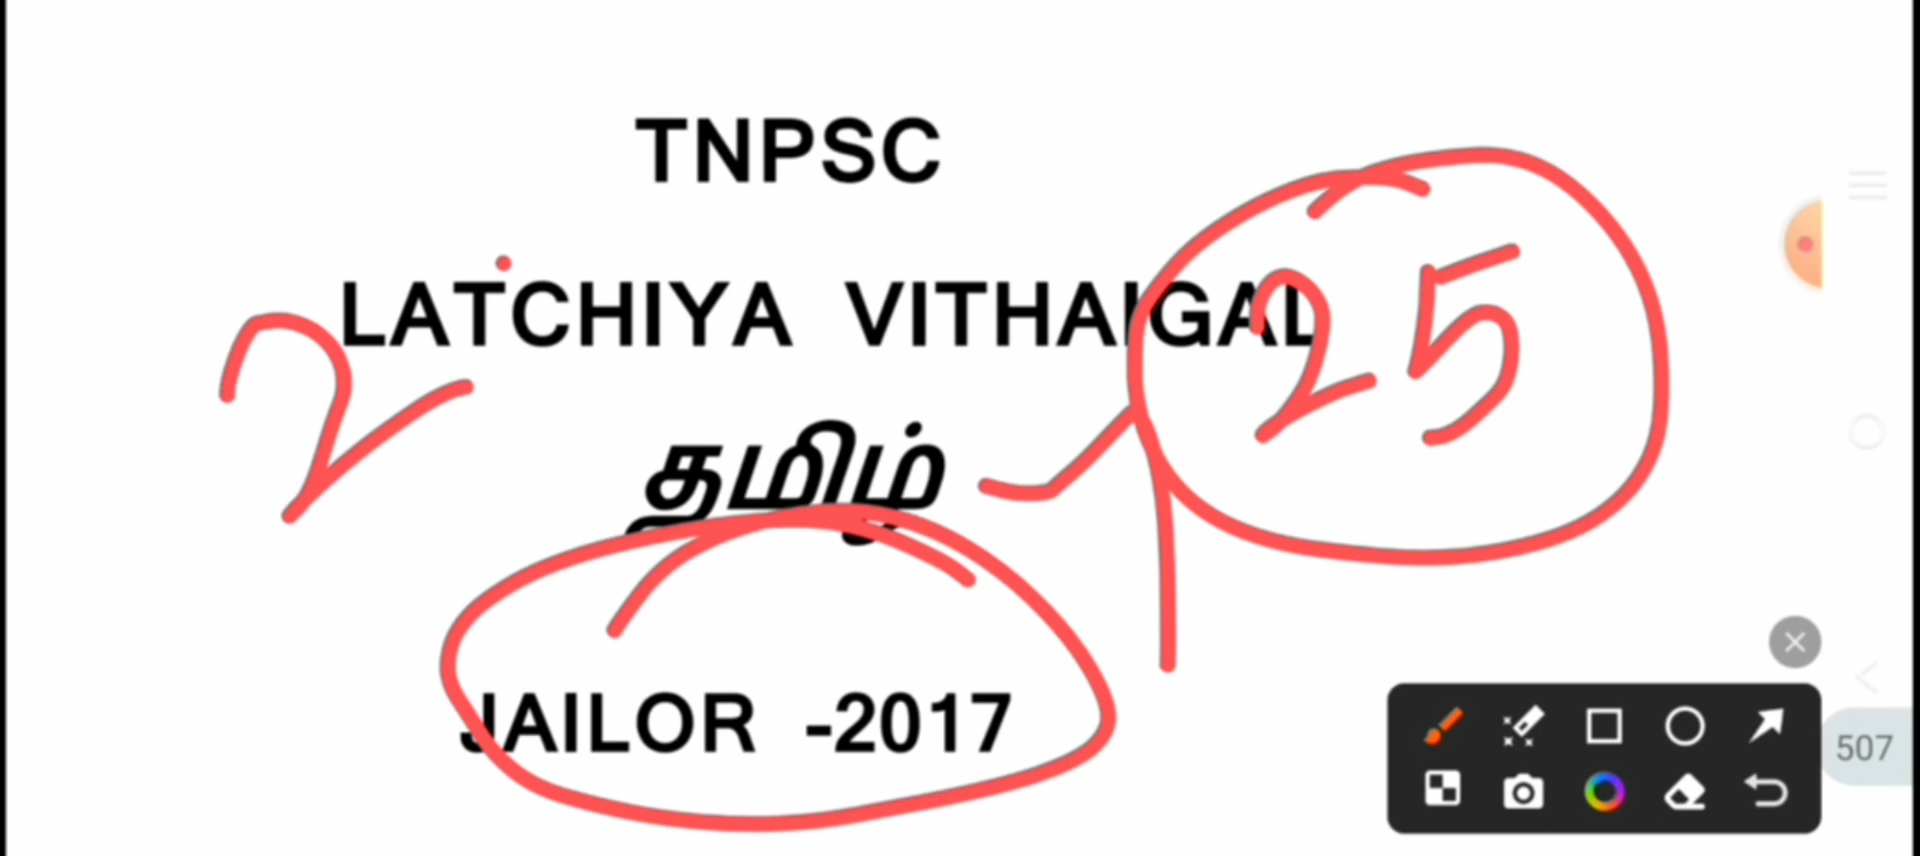 TNPSC
LATCHIYA VITHAIGAL
தமிழ்
JAILOR -2017
2
25
507